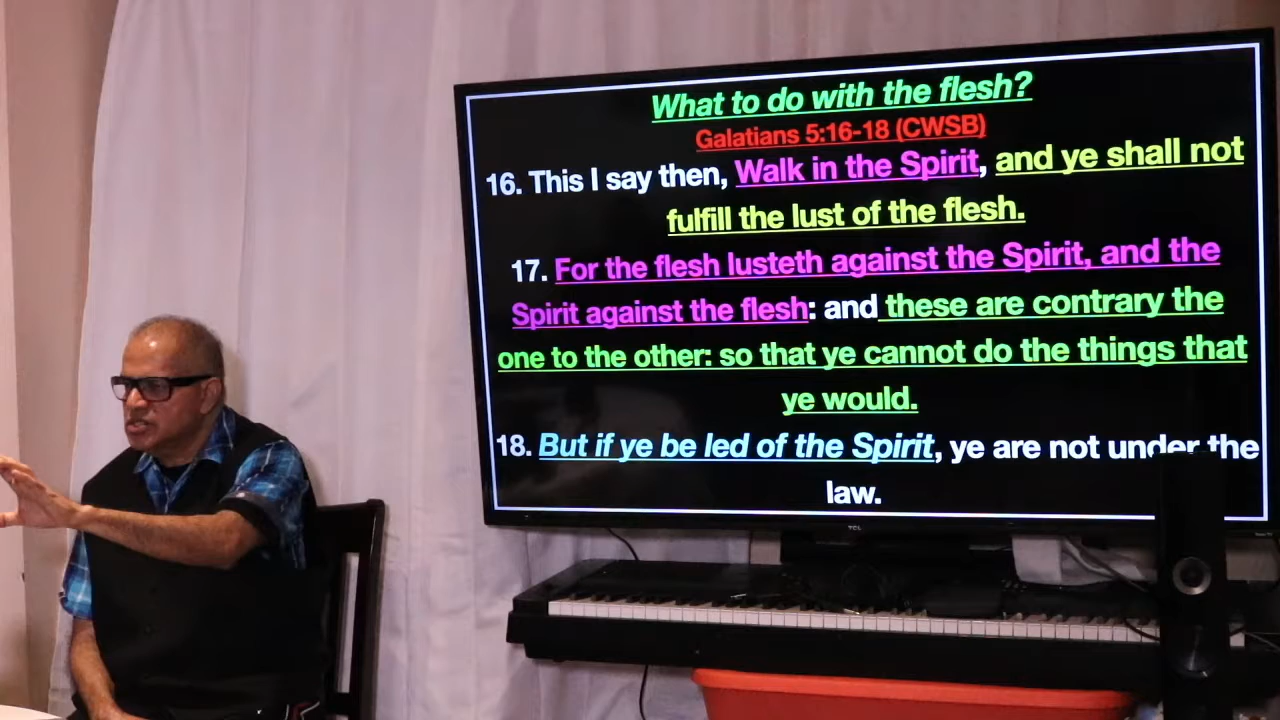 What to do with the flesh?
Galatians 5:16-18 (CWSB)
16. This I say then, Walk in the Spirit, and ye shall not
fulfill the lust of the flesh.
17. For the flesh lusteth against the Spirit, and the
Spirit against the flesh: and these are contrary the
one to the other: so that ye cannot do the things that
ye would.
18. But if ye be led of the Spirit, ye are not under the
law.
TCL